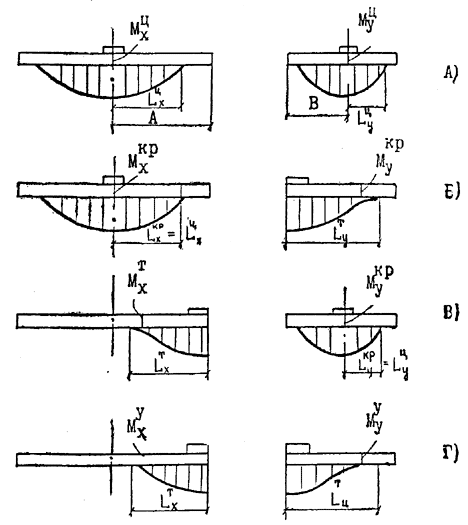 M_x^ц M_y^ц А)
L_x^ц А В L_y^ц
M_x^кр M_y^кр Б)
L_x^кр = L_x^ц L_y^т
M_x^т M_y^кр В)
L_x^т L_y^кр = L_y^ц
M_x^у M_y^у Г)
L_x^т L_ц^т